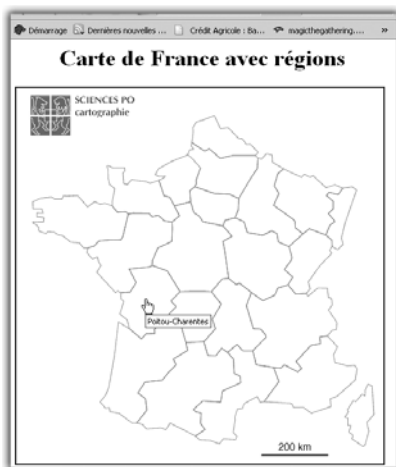 Démarrage Dernières nouvelles ... Crédit Agricole : Ba... magicthegathering.... »
Carte de France avec régions
SCIENCES PO
cartographie
Poitou-Charentes
200 km